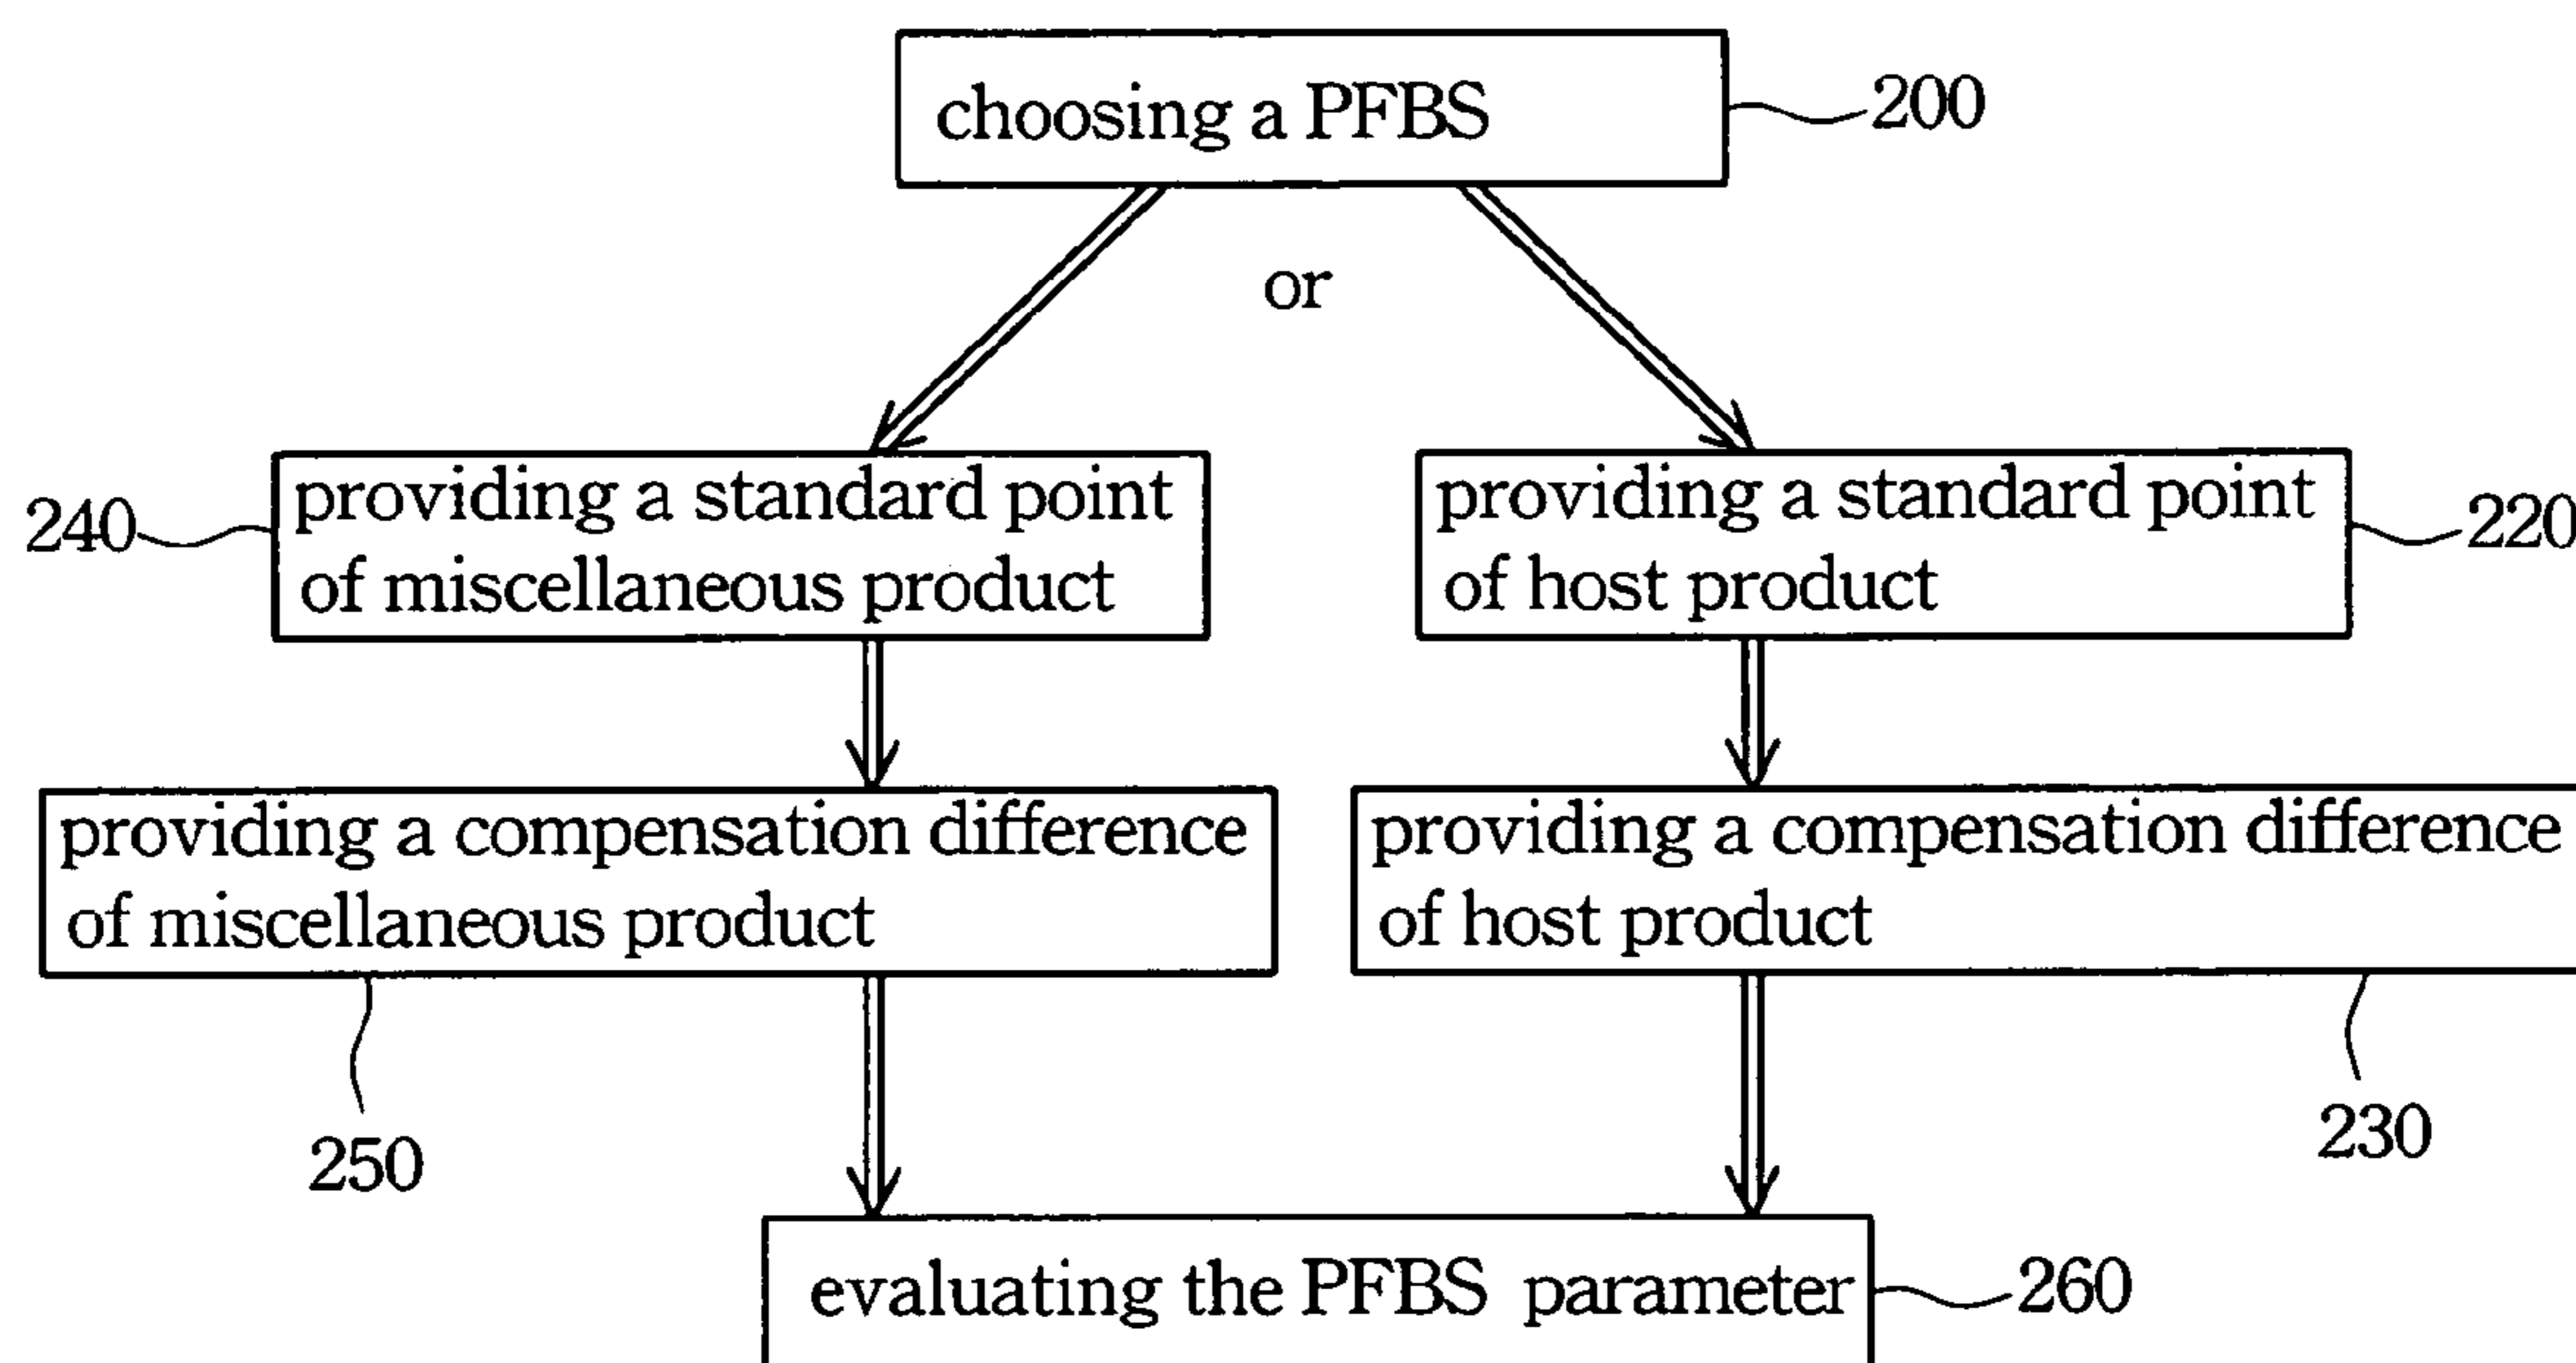 choosing a PFBS
200
or
240
providing a standard point
of miscellaneous product
providing a standard point
of host product
220
providing a compensation difference
of miscellaneous product
providing a compensation difference
of host product
250
230
evaluating the PFBS parameter
260